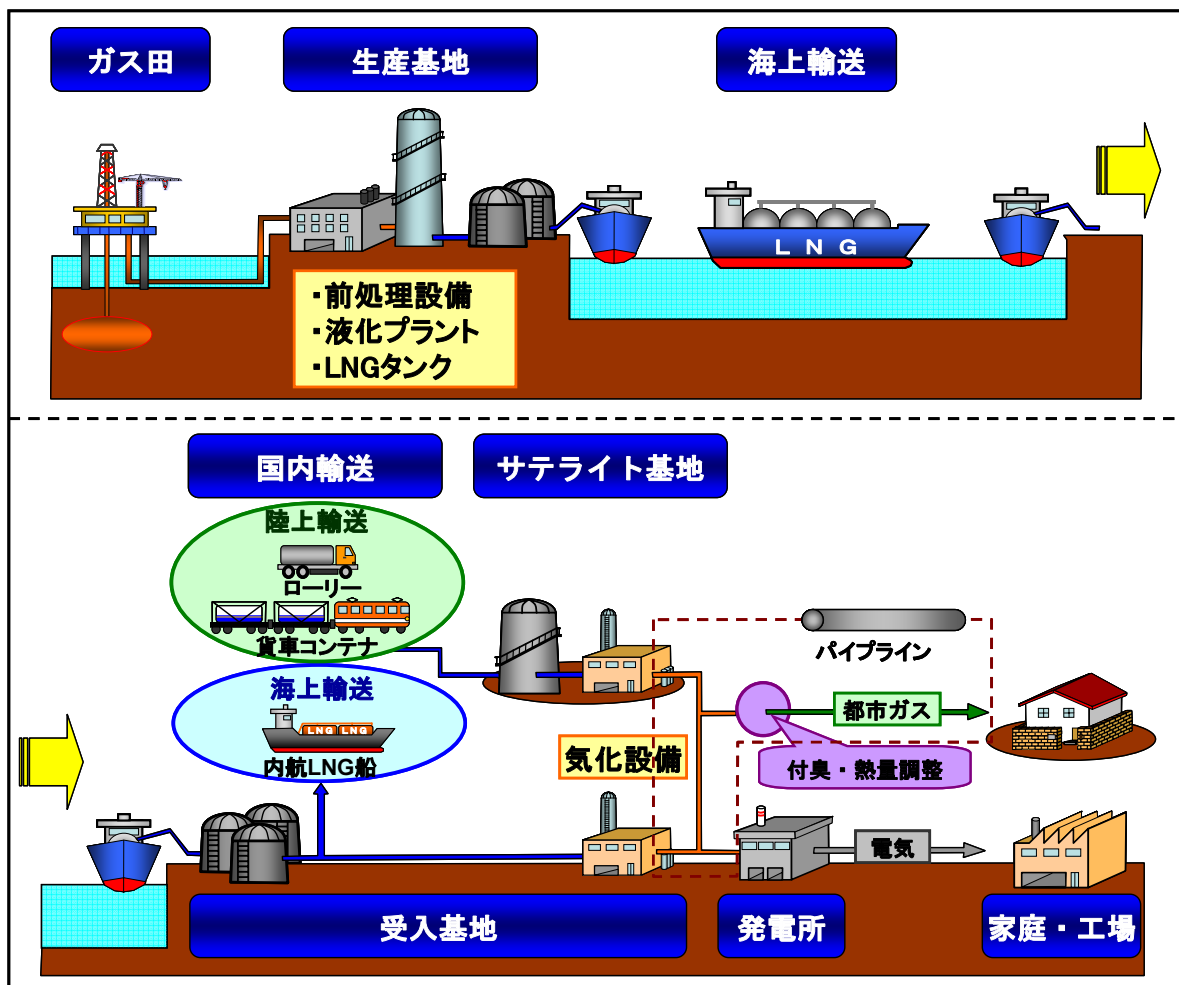 ガス田
生産基地
海上輸送
LNG
・前処理設備
・液化プラント
・LNGタンク
国内輸送
サテライト基地
陸上輸送
ローリー
貨車コンテナ
パイプライン
海上輸送
LNG LNG
内航LNG船
都市ガス
気化設備
付臭・熱量調整
電気
受入基地
発電所
家庭・工場